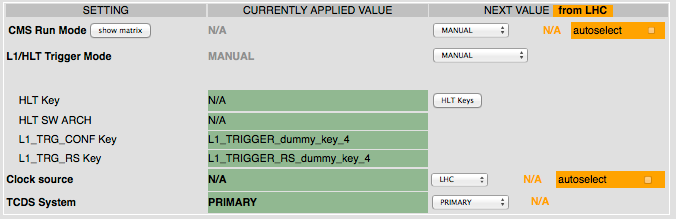 SETTING CURRENTLY APPLIED VALUE NEXT VALUE from LHC
CMS Run Mode show matrix N/A MANUAL N/A autoselect
L1/HLT Trigger Mode MANUAL MANUAL
HLT Key N/A HLT Keys
HLT SW ARCH N/A
L1_TRG_CONF Key L1_TRIGGER_dummy_key_4
L1_TRG_RS Key L1_TRIGGER_RS_dummy_key_4
Clock source N/A LHC N/A autoselect
TCDS System PRIMARY PRIMARY N/A